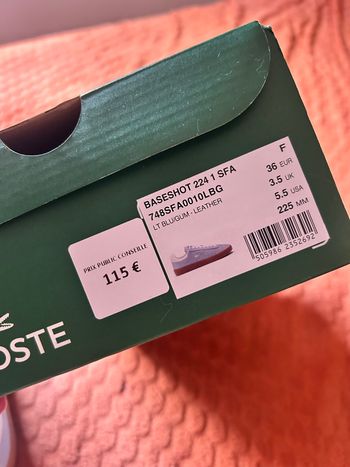 BASESHOT 224 1 SFA
748SFA0010LBG
LT BLU/GUM - LEATHER
F
36 EUR
3.5 UK
5.5 USA
225 MM
5059862352692
PRIX PUBLIC CONSEILLE
115 €
OSTE